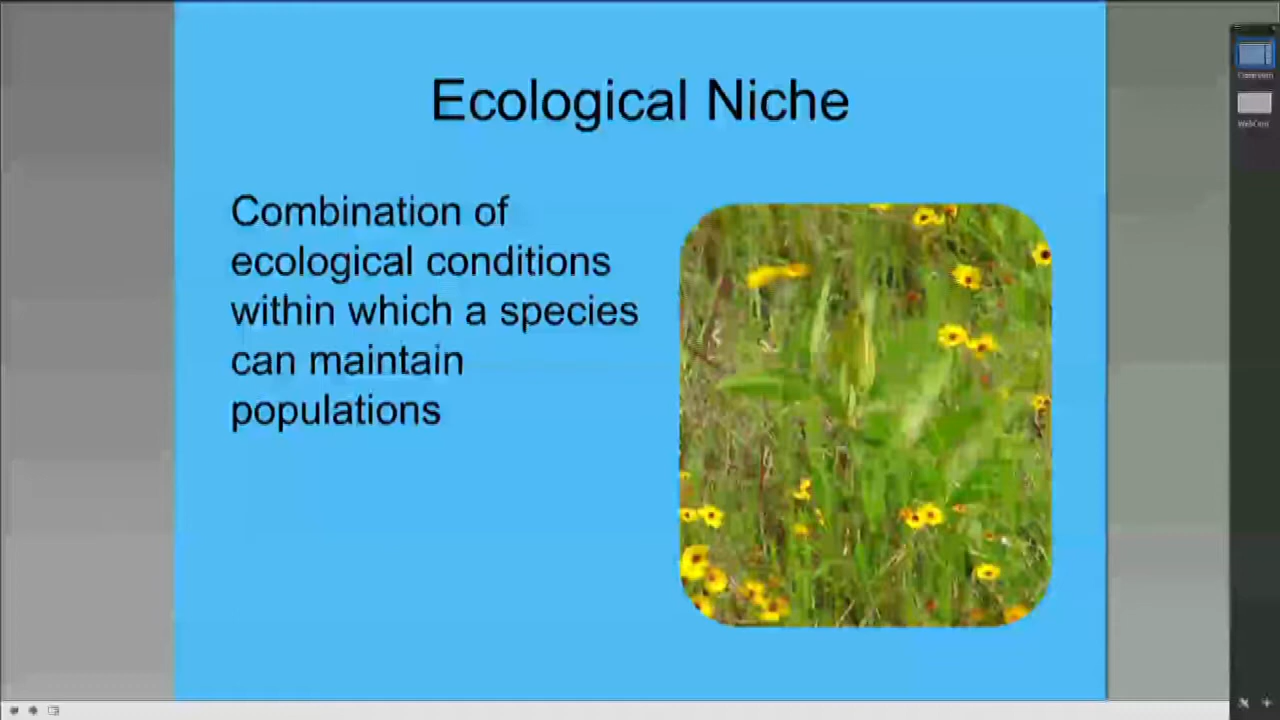 Ecological Niche
Combination of
ecological conditions
within which a species
can maintain
populations